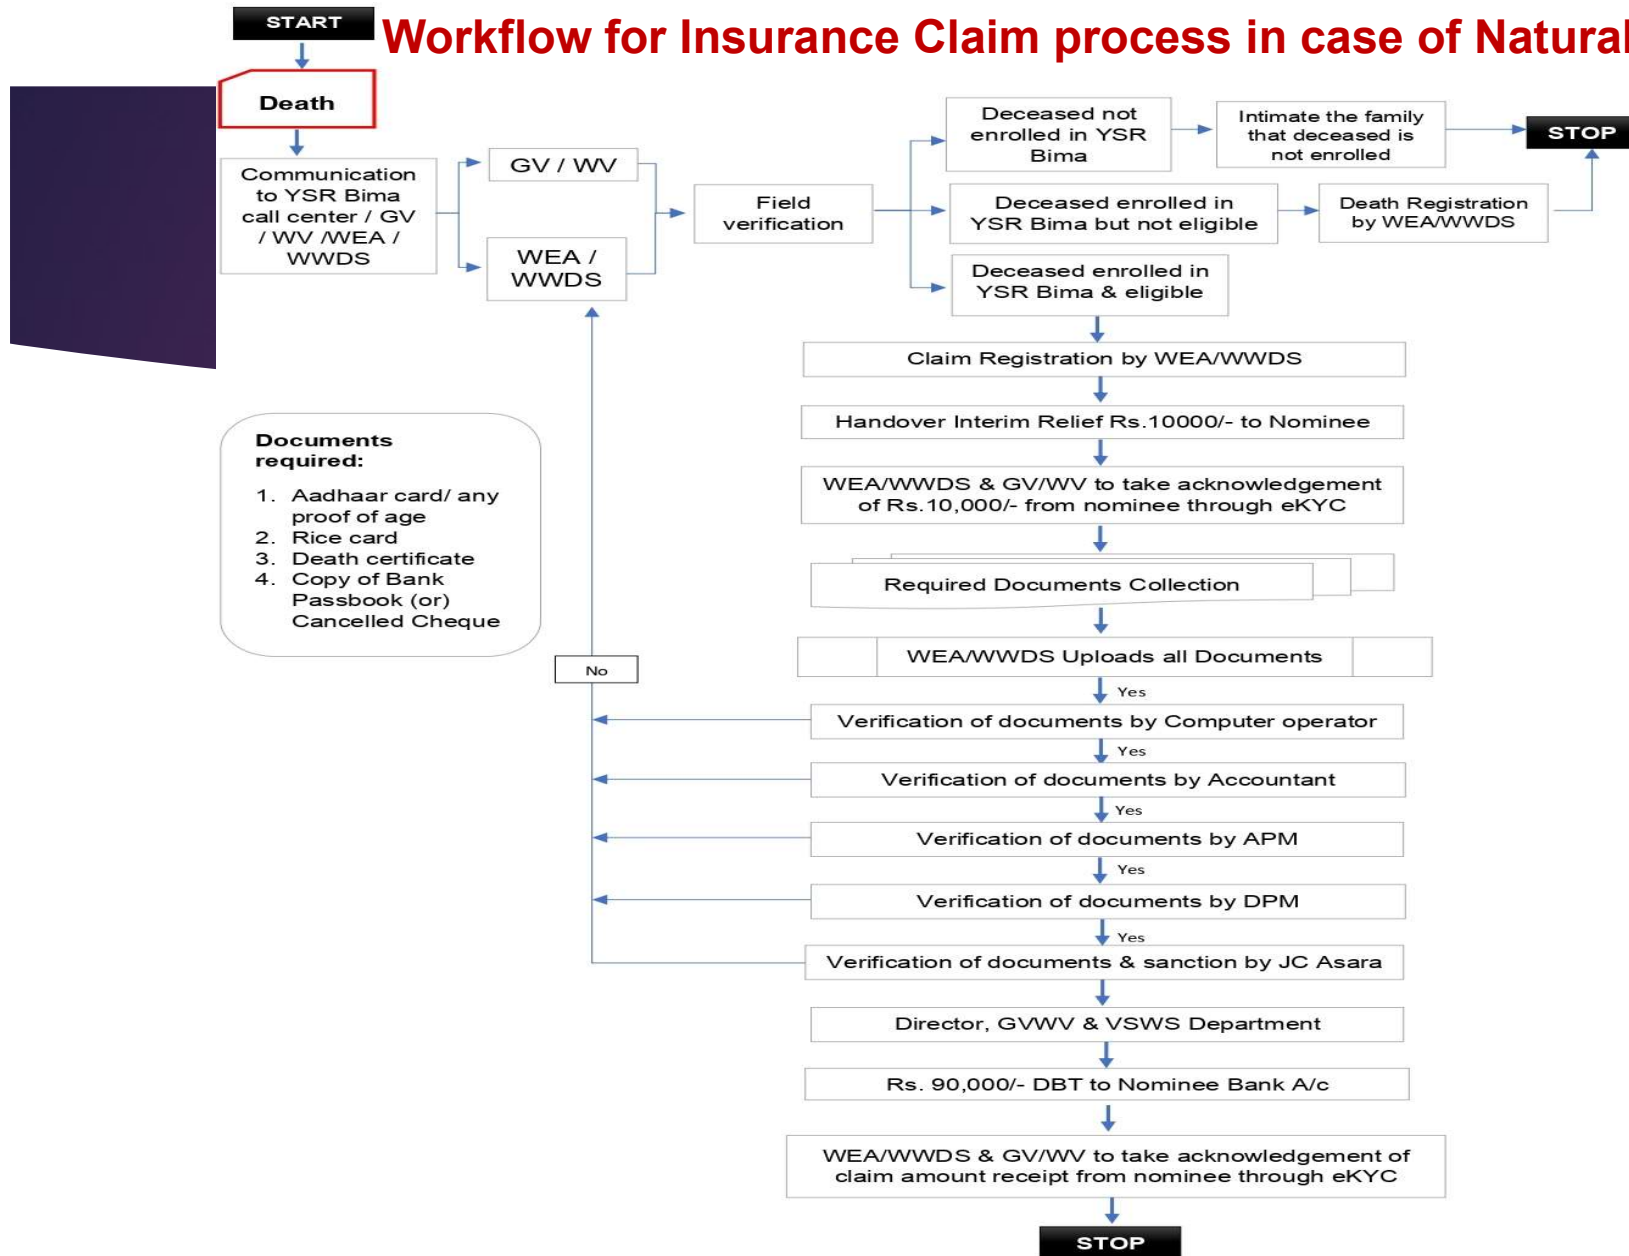 START
Workflow for Insurance Claim process in case of Natural
Death
Communication
to YSR Bima
call center / GV
/ WV /WEA /
WWDS
GV / WV
WEA /
WWDS
Field
verification
Deceased not
enrolled in YSR
Bima
Intimate the family
that deceased is
not enrolled
STOP
Deceased enrolled in
YSR Bima but not eligible
Death Registration
by WEA/WWDS
Deceased enrolled in
YSR Bima & eligible
Claim Registration by WEA/WWDS
Handover Interim Relief Rs.10000/- to Nominee
WEA/WWDS & GV/WV to take acknowledgement
of Rs.10,000/- from nominee through eKYC
Required Documents Collection
Documents
required:
1. Aadhaar card/ any
proof of age
2. Rice card
3. Death certificate
4. Copy of Bank
Passbook (or)
Cancelled Cheque
No
WEA/WWDS Uploads all Documents
Yes
Verification of documents by Computer operator
Yes
Verification of documents by Accountant
Yes
Verification of documents by APM
Yes
Verification of documents by DPM
Yes
Verification of documents & sanction by JC Asara
Director, GVWV & VSWS Department
Rs. 90,000/- DBT to Nominee Bank A/c
WEA/WWDS & GV/WV to take acknowledgement of
claim amount receipt from nominee through eKYC
STOP